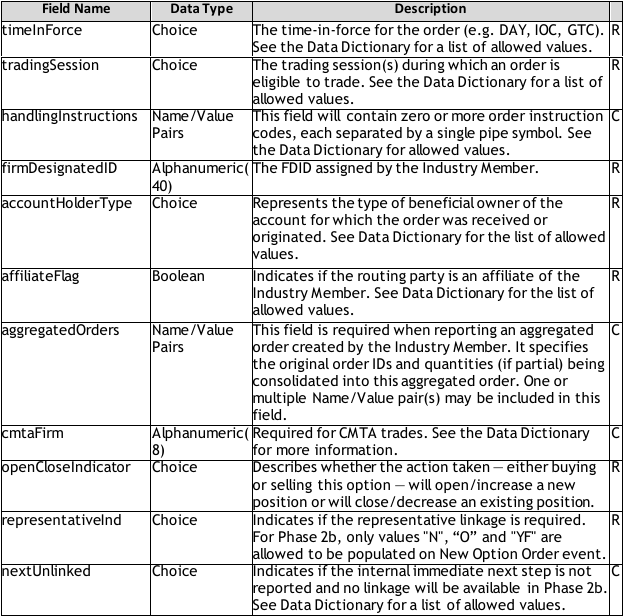 Field Name Data Type Description
timeInForce Choice The time-in-force for the order (e.g. DAY, IOC, GTC). R
See the Data Dictionary for a list of allowed values.
tradingSession Choice The trading session(s) during which an order is R
eligible to trade. See the Data Dictionary for a list of
allowed values.
handlingInstructions Name/Value This field will contain zero or more order instruction C
Pairs codes, each separated by a single pipe symbol. See
the Data Dictionary for allowed values.
firmDesignatedID Alphanumeric( The FDID assigned by the Industry Member. R
40)
accountHolderType Choice Represents the type of beneficial owner of the R
account for which the order was received or
originated. See Data Dictionary for the list of allowed
values.
affiliateFlag Boolean Indicates if the routing party is an affiliate of the R
Industry Member. See Data Dictionary for the list of
allowed values.
aggregatedOrders Name/Value This field is required when reporting an aggregated C
Pairs order created by the Industry Member. It specifies
the original order IDs and quantities (if partial) being
consolidated into this aggregated order. One or
multiple Name/Value pair(s) may be included in this
field.
cmtaFirm Alphanumeric( Required for CMTA trades. See the Data Dictionary C
8) for more information.
openCloseIndicator Choice Describes whether the action taken — either buying R
or selling this option — will open/increase a new
position or will close/decrease an existing position.
representativeInd Choice Indicates if the representative linkage is required. R
For Phase 2b, only values "N", “O” and "YF" are
allowed to be populated on New Option Order event.
nextUnlinked Choice Indicates if the internal immediate next step is not C
reported and no linkage will be available in Phase 2b.
See Data Dictionary for a list of allowed values.